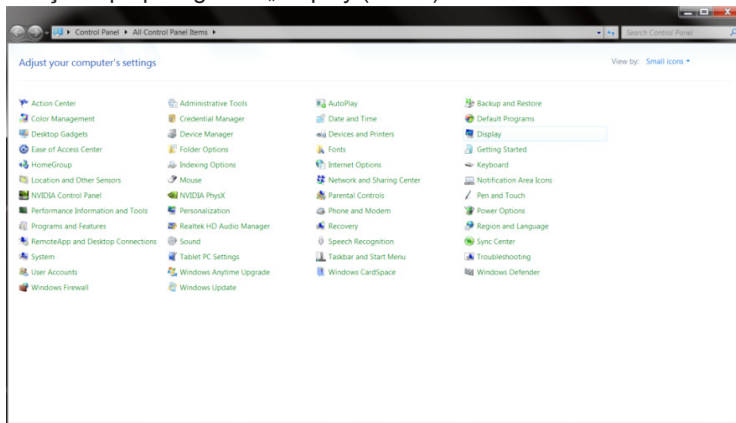 Control Panel ▸ All Control Panel Items ▸
Search Control Panel
Adjust your computer's settings
View by: Small icons
Action Center Administrative Tools AutoPlay Backup and Restore
Color Management Credential Manager Date and Time Default Programs
Desktop Gadgets Device Manager Devices and Printers Display
Ease of Access Center Folder Options Fonts Getting Started
HomeGroup Indexing Options Internet Options Keyboard
Location and Other Sensors Mouse Network and Sharing Center Notification Area Icons
NVIDIA Control Panel NVIDIA PhysX Parental Controls Pen and Touch
Performance Information and Tools Personalization Phone and Modem Power Options
Programs and Features Realtek HD Audio Manager Recovery Region and Language
RemoteApp and Desktop Connections Sound Speech Recognition Sync Center
System Tablet PC Settings Taskbar and Start Menu Troubleshooting
User Accounts Windows Anytime Upgrade Windows CardSpace Windows Defender
Windows Firewall Windows Update